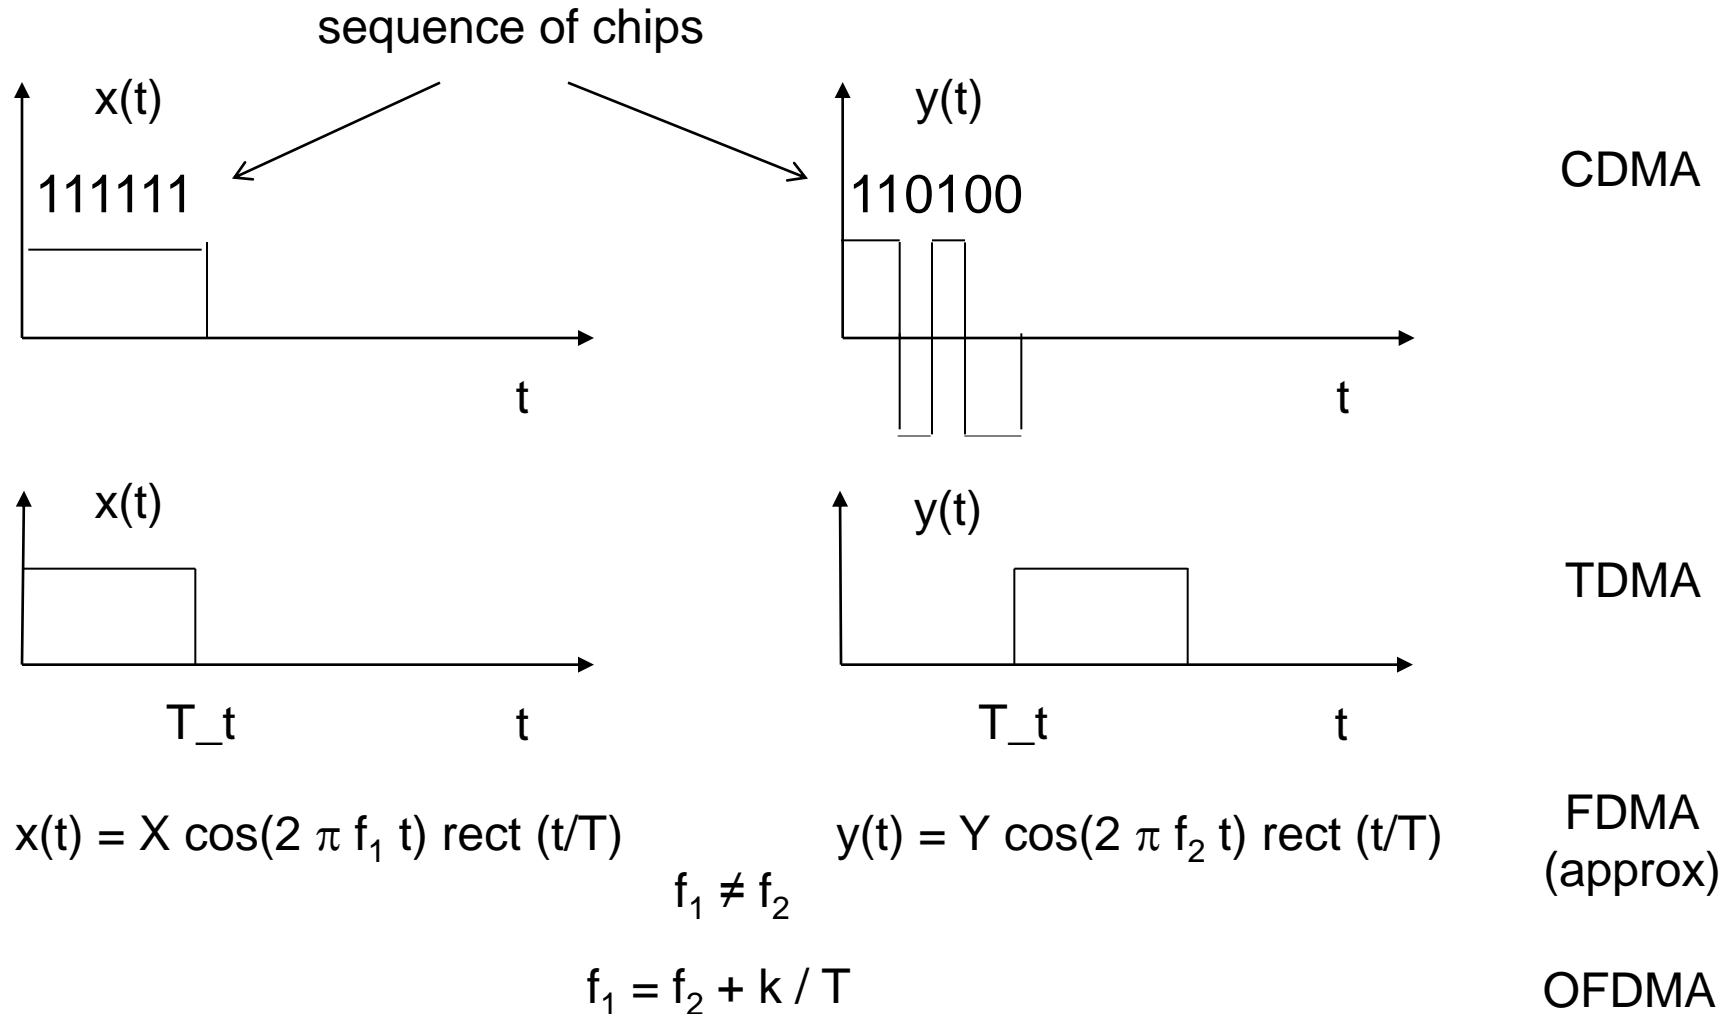 sequence of chips
x(t)
y(t)
111111
110100
CDMA
t
t
x(t)
y(t)
TDMA
T_t
t
T_t
t
x(t) = X cos(2 π f₁ t) rect (t/T)
y(t) = Y cos(2 π f₂ t) rect (t/T)
FDMA
(approx)
f₁ ≠ f₂
f₁ = f₂ + k / T
OFDMA